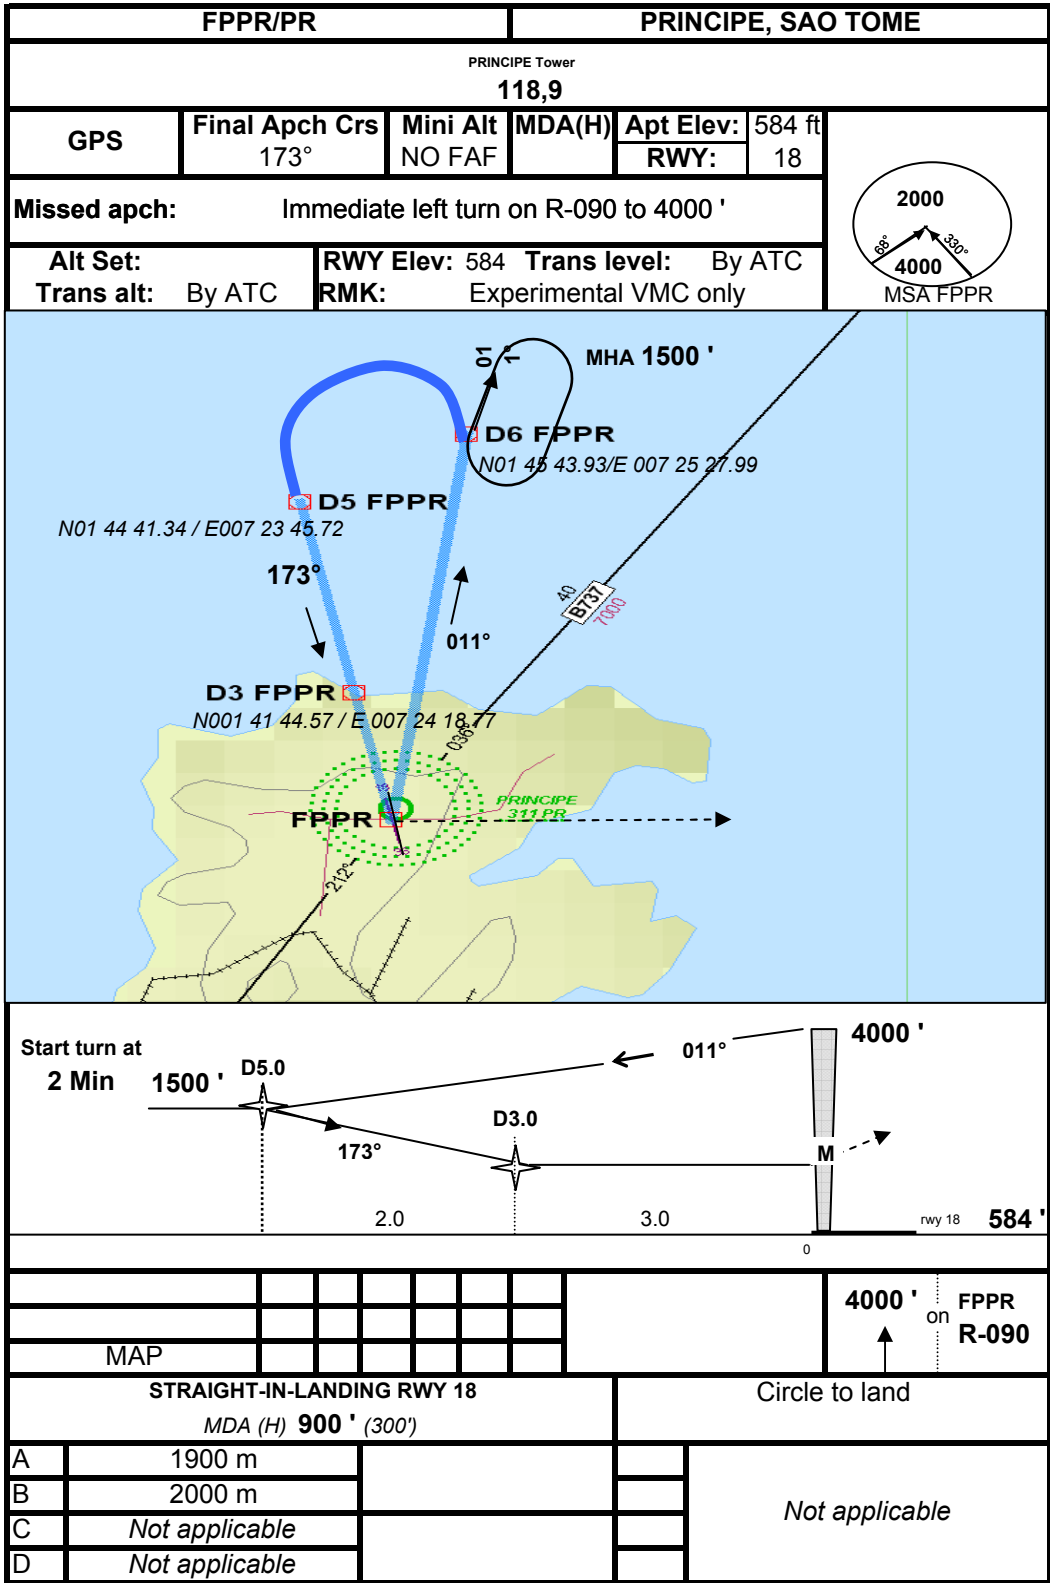 FPPR/PR PRINCIPE, SAO TOME
PRINCIPE Tower
118,9
GPS Final Apch Crs Mini Alt MDA(H) Apt Elev: 584 ft
173° NO FAF RWY: 18
Missed apch: Immediate left turn on R-090 to 4000 '
Alt Set: RWY Elev: 584 Trans level: By ATC
Trans alt: By ATC RMK: Experimental VMC only
2000
68° 330°
4000
MSA FPPR
01
1°
MHA 1500 '
D6 FPPR
N01 45 43.93/E 007 25 27.99
D5 FPPR
N01 44 41.34 / E007 23 45.72
173°
40
B737
7000
011°
D3 FPPR
N001 41 44.57 / E 007 24 18.77
036°
PRINCIPE
311 PR
FPPR
212°
Start turn at
2 Min 1500 '
D5.0
011°
4000 '
D3.0
173°
M
2.0 3.0
rwy 18 584 '
0
4000 ' on FPPR
R-090
MAP
STRAIGHT-IN-LANDING RWY 18 Circle to land
MDA (H) 900 ' (300')
A 1900 m
B 2000 m
Not applicable
C Not applicable
D Not applicable